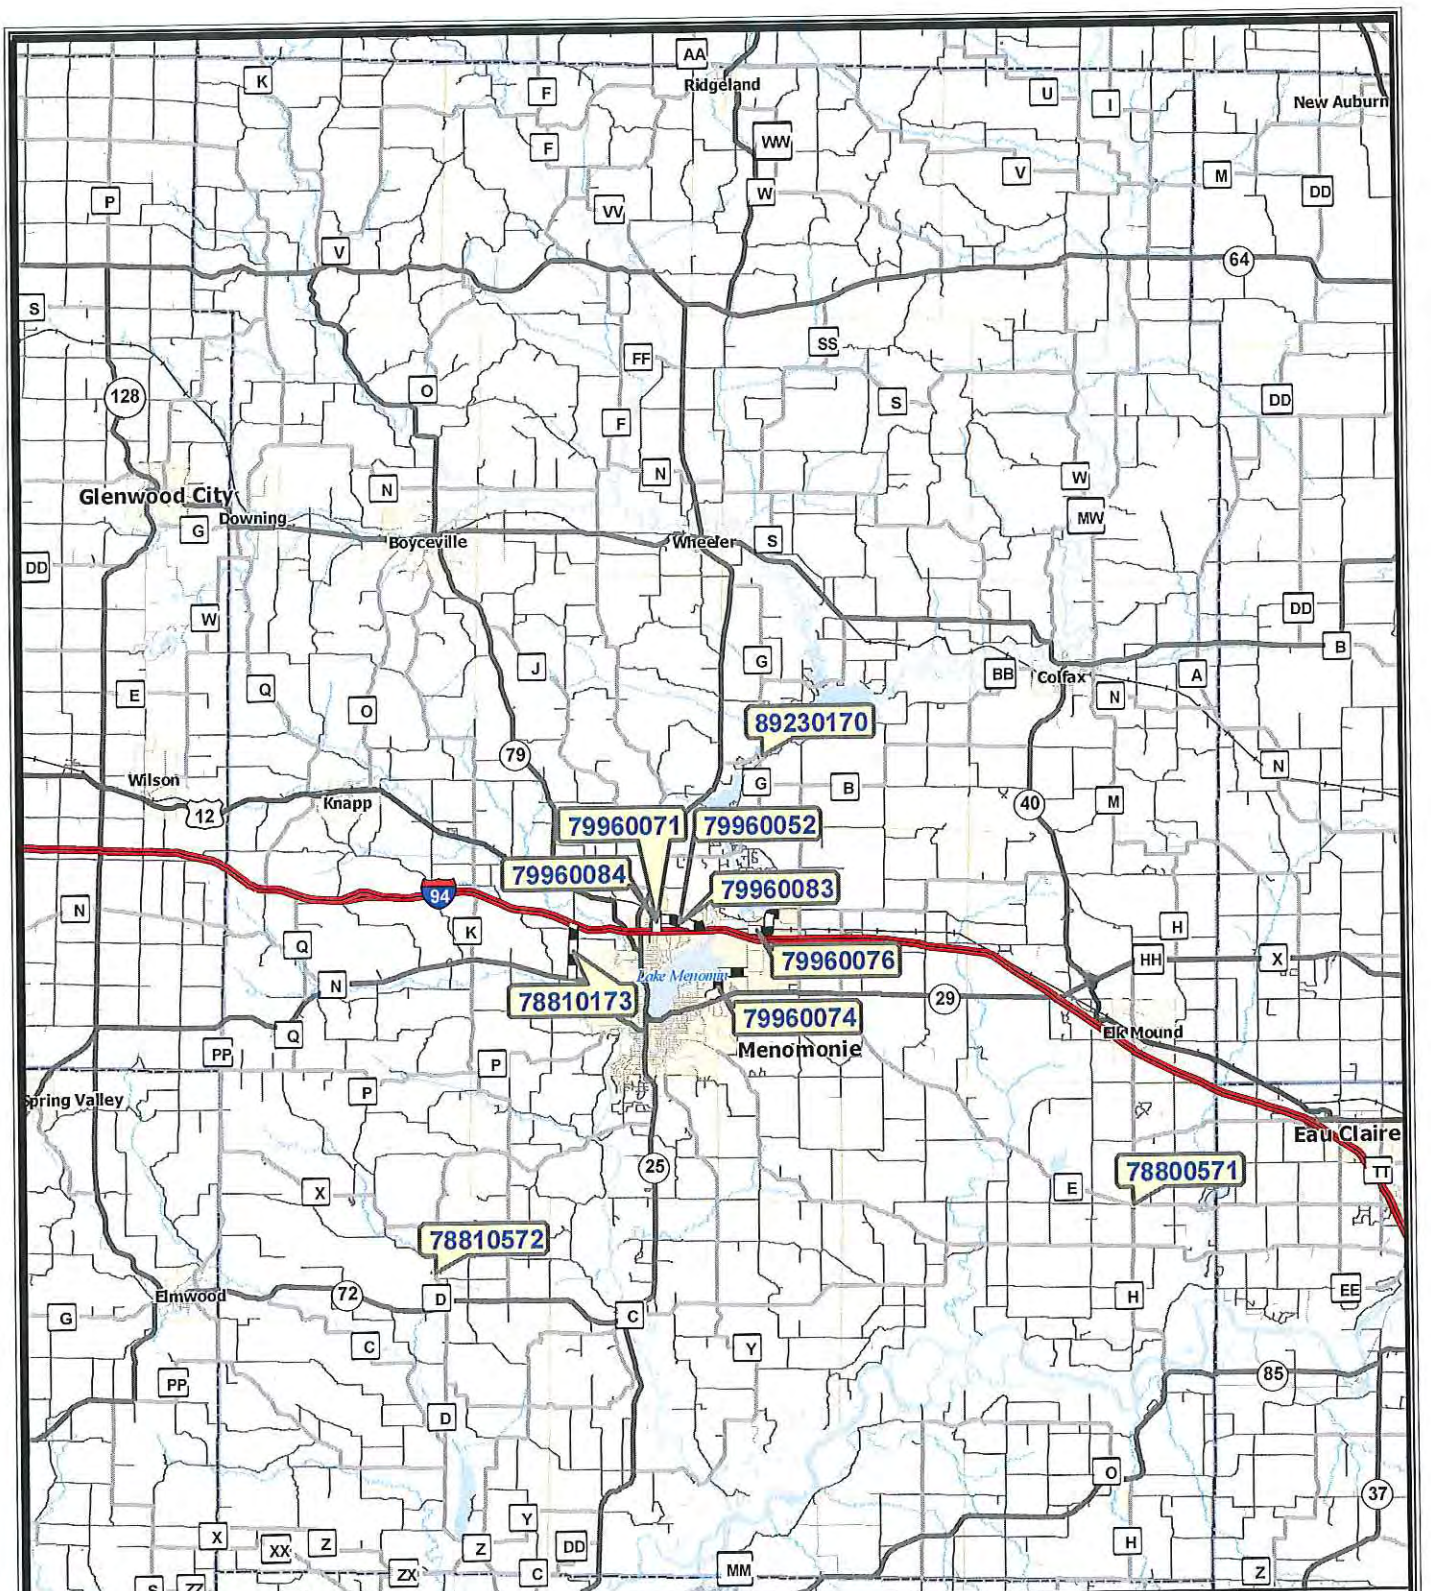 AA
K
Ridgeland
F
U
I
New Auburn
WW
F
V
M
DD
W
P
VV
V
64
S
SS
FF
128
O
S
DD
F
N
W
N
Glenwood City
MW
Downing
G
Boyceville
Wheeler
S
DD
DD
W
B
J
G
BB
Colfax
A
Q
E
N
O
89230170
79
N
Wilson
G
B
Knapp
M
40
12
79960071
79960052
79960084
79960083
94
N
H
K
Q
HH
X
79960076
Lake Menomin
N
78810173
29
79960074
Q
Elk Mound
PP
Menomonie
P
P
Spring Valley
Eau Claire
25
78800571
TT
E
X
78810572
EE
72
Elmwood
D
H
C
G
C
Y
85
PP
D
O
37
Y
X
XX
Z
Z
DD
H
ZX
C
MM
Z
S
ZZ